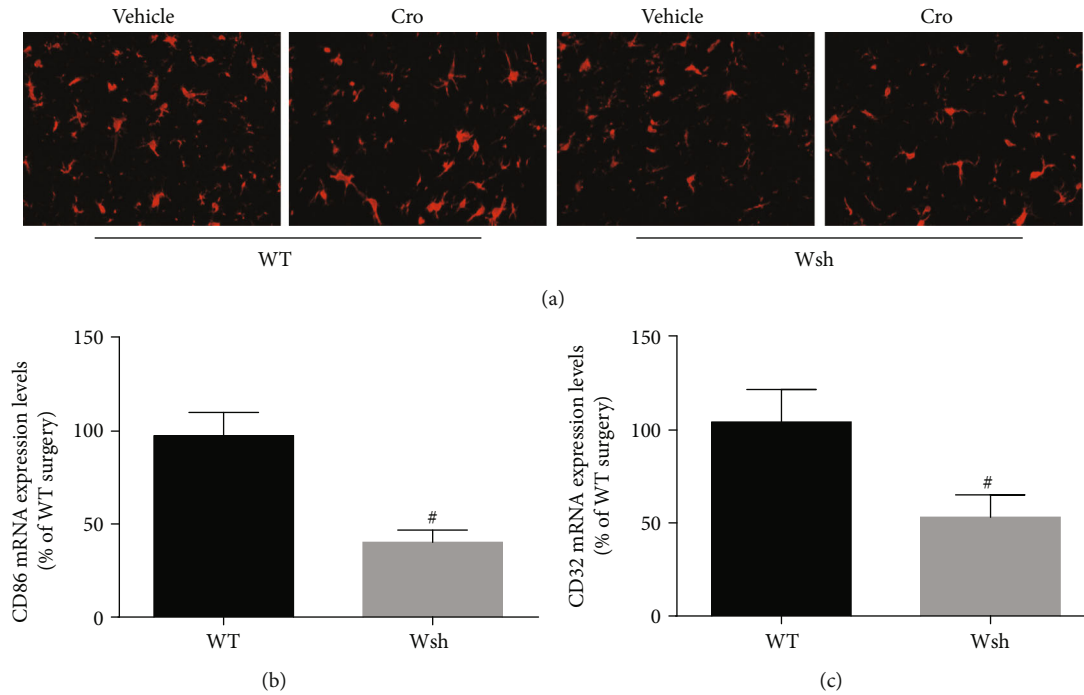 Vehicle Cro Vehicle Cro
WT Wsh
(a)
CD86 mRNA expression levels
(% of WT surgery)
150
100
50
0
#
WT Wsh
(b)
CD32 mRNA expression levels
(% of WT surgery)
150
100
50
0
#
WT Wsh
(c)